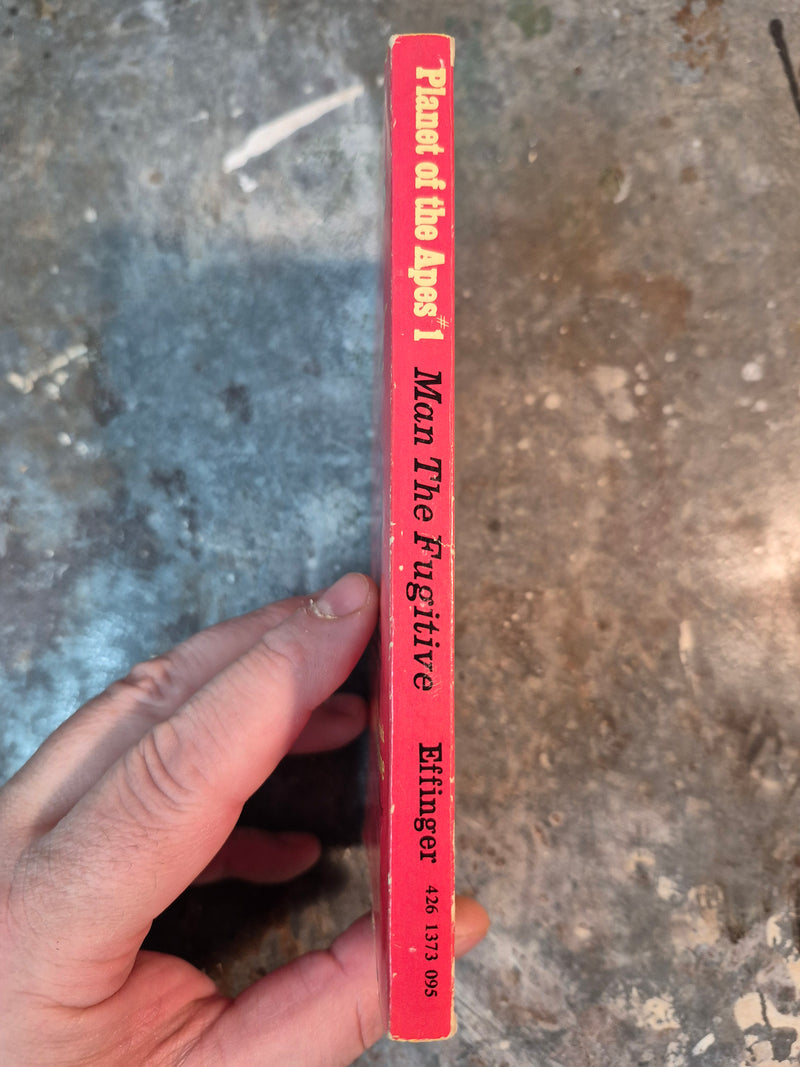 Planet of the Apes #1 Man The Fugitive Effinger 426 1373 095